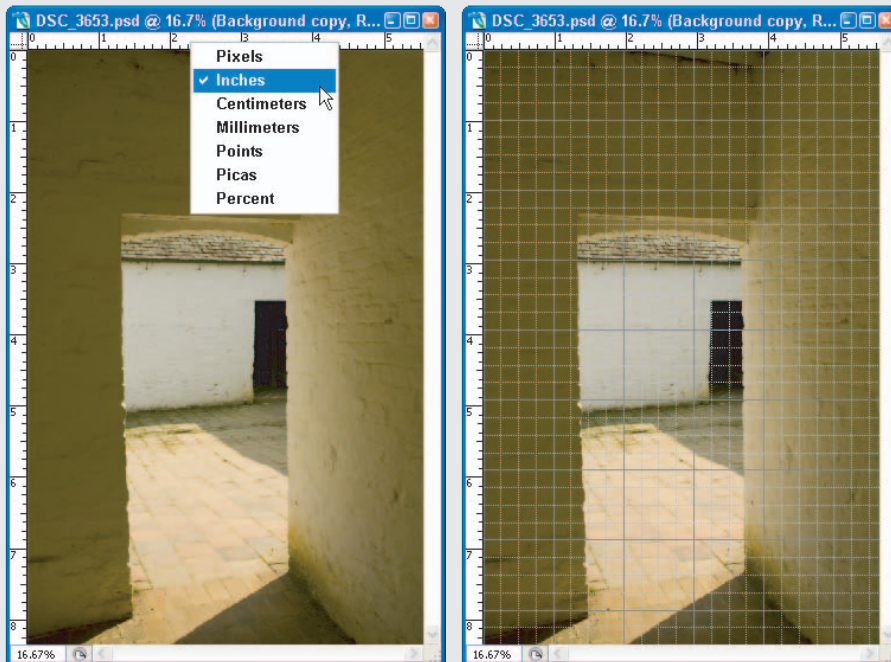 DSC_3653.psd @ 16.7% (Background copy, R...
0 1 2 3 4 5
Pixels
Inches
Centimeters
Millimeters
Points
Picas
Percent
0
1
2
3
4
5
6
7
8
16.67%
DSC_3653.psd @ 16.7% (Background copy, R...
0 1 2 3 4 5
0
1
2
3
4
5
6
7
8
16.67%